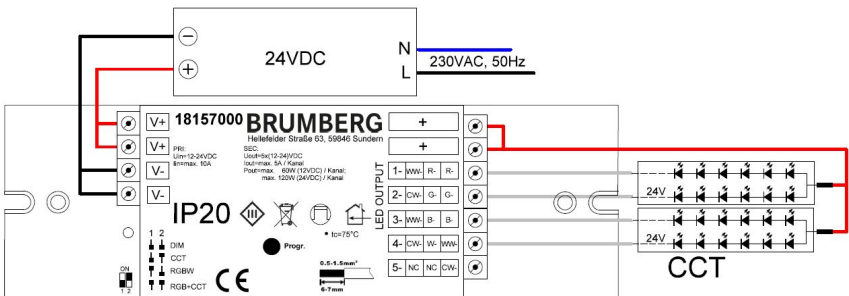 24VDC
N
L
230VAC, 50Hz
V+
V+
V-
V-
18157000 BRUMBERG
Hellefelder Straße 63, 59846 Sundern
PRI:
Uin=12-24VDC
Iin=max. 10A
SEC:
Uout=5x(12-24)VDC
Iout=max. 5A / Kanal
Pout=max. 60W (12VDC) / Kanal;
max. 120W (24VDC) / Kanal
IP20
III
• tc=75°C
Progr.
0.5-1.5mm²
6-7mm
1 2
DIM
CCT
RGBW
RGB+CCT
ON
1 2
CE
LED OUTPUT
+
+
1- WW- R- R-
2- CW- G- G-
3- WW- B- B-
4- CW- W- WW-
5- NC NC CW-
24V
24V
CCT